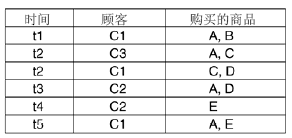 时间 顾客 购买的商品
t1 C1 A, B
t2 C3 A, C
t2 C1 C, D
t3 C2 A, D
t4 C2 E
t5 C1 A, E